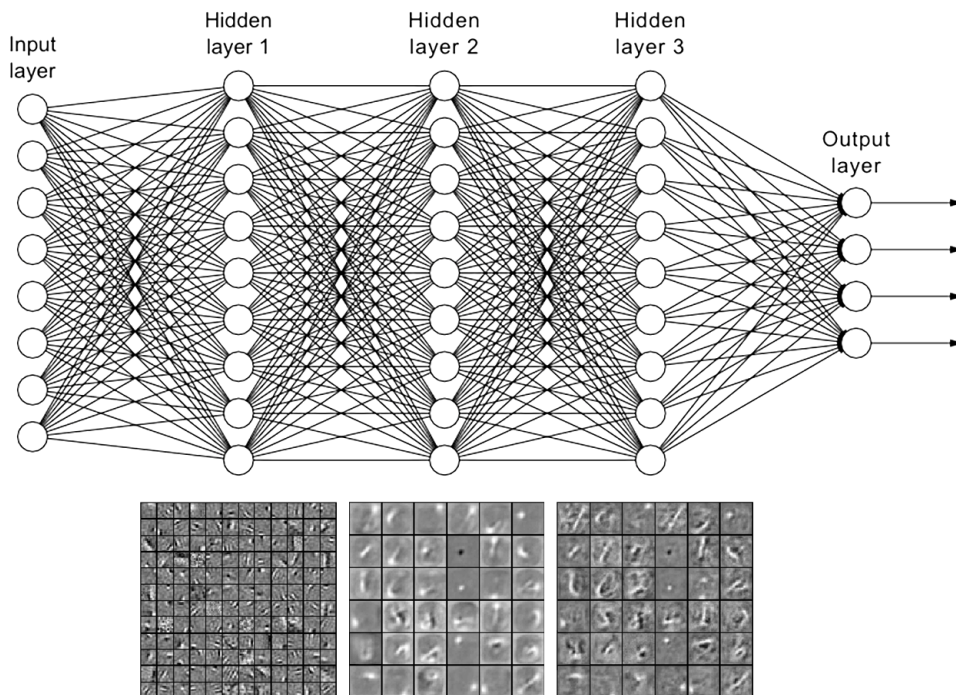 Input
layer
Hidden
layer 1
Hidden
layer 2
Hidden
layer 3
Output
layer